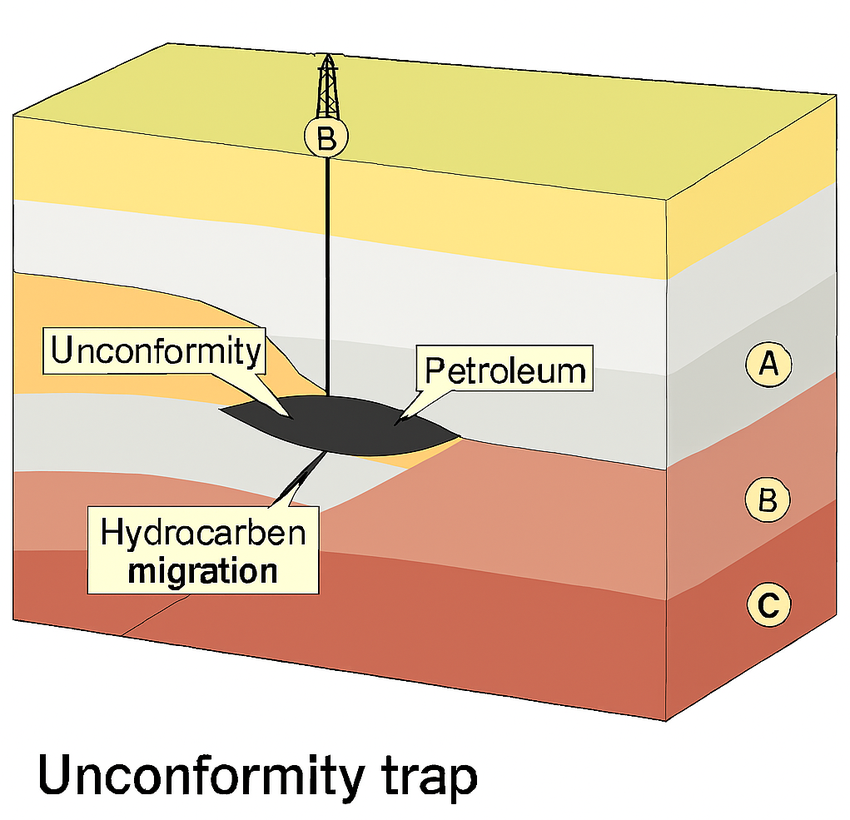 B
Unconformity
Petroleum
A
B
Hydrocarben
migration
C
Unconformity trap